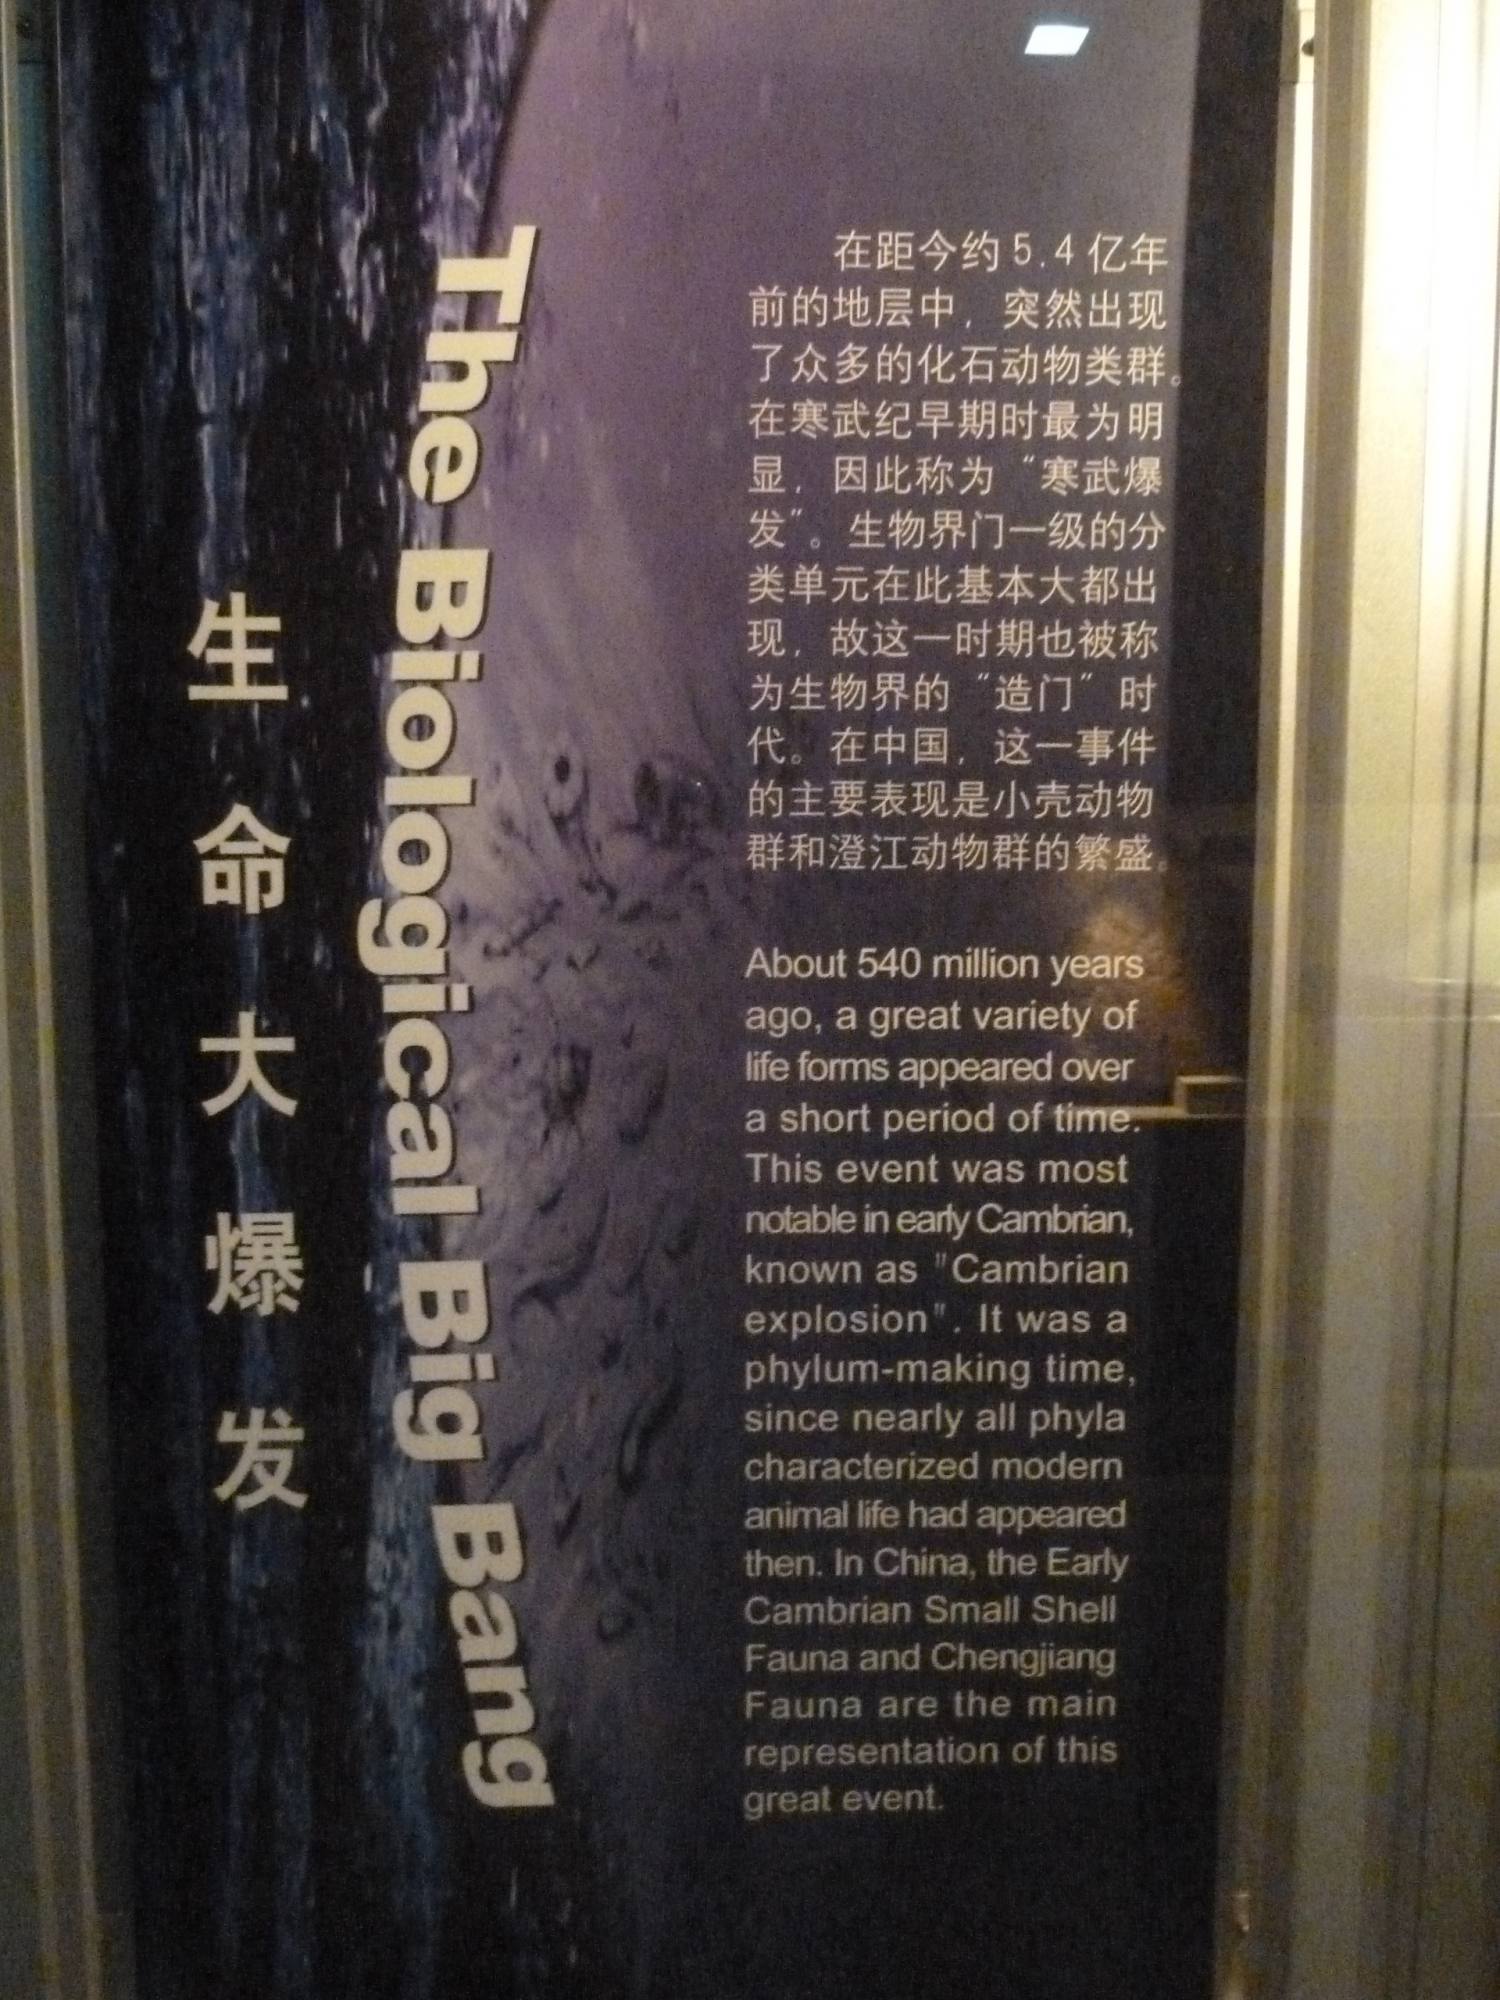 生命大爆发
The Biological Big Bang
在距今约5.4亿年
前的地层中，突然出现
了众多的化石动物类群。
在寒武纪早期时最为明
显，因此称为“寒武爆
发”。生物界门一级的分
类单元在此基本大都出
现，故这一时期也被称
为生物界的“造门”时
代。在中国，这一事件
的主要表现是小壳动物
群和澄江动物群的繁盛。
About 540 million years
ago, a great variety of
life forms appeared over
a short period of time.
This event was most
notable in early Cambrian,
known as "Cambrian
explosion". It was a
phylum-making time,
since nearly all phyla
characterized modern
animal life had appeared
then. In China, the Early
Cambrian Small Shell
Fauna and Chengjiang
Fauna are the main
representation of this
great event.